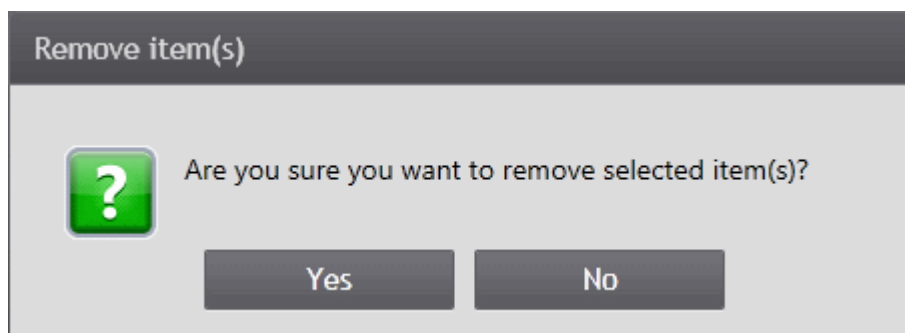 Remove item(s)
Are you sure you want to remove selected item(s)?
Yes No